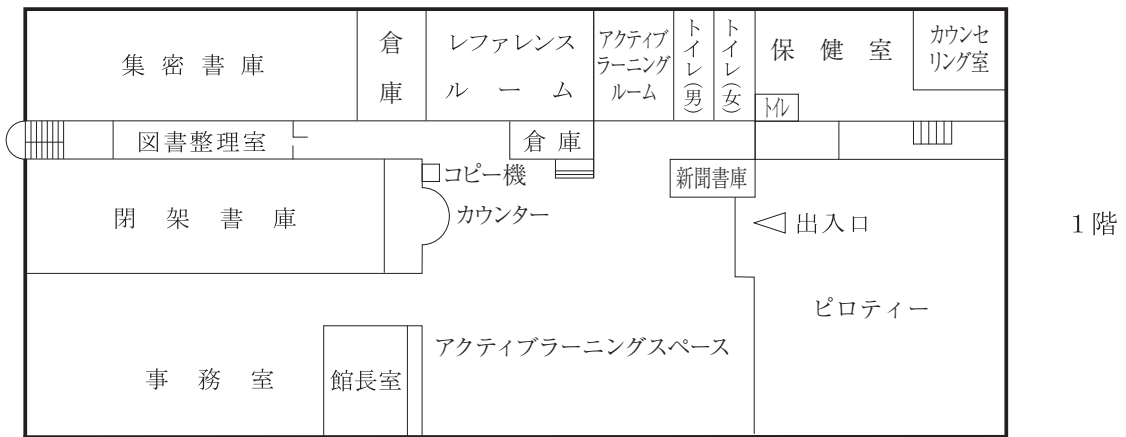 集密書庫
倉
庫
レファレンス
ルーム
アクティブ
ラーニング
ルーム
トイレ(男)
トイレ(女)
保健室
カウンセ
リング室
トイレ
図書整理室
倉庫
コピー機
新聞書庫
閉架書庫
カウンター
出入口
1階
ピロティー
アクティブラーニングスペース
事務室
館長室